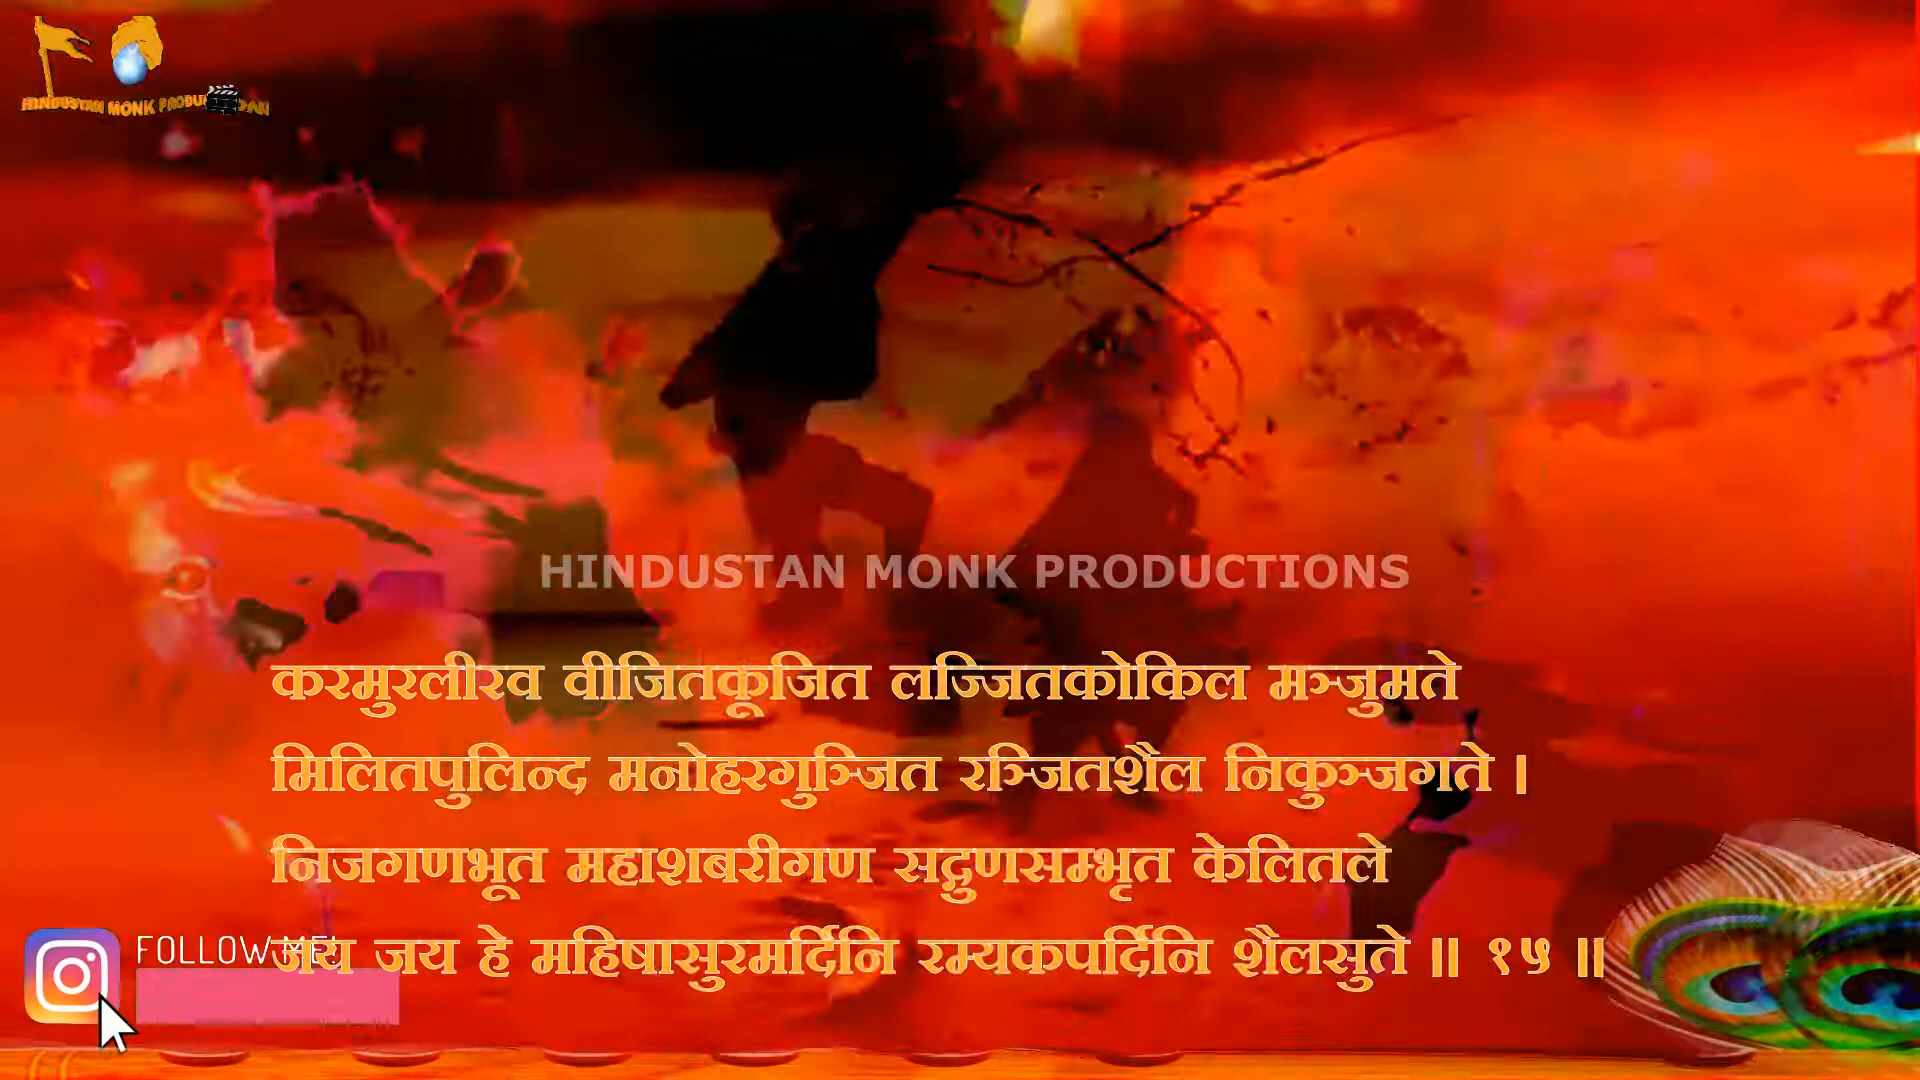 HINDUSTAN MONK PRODUCTIONS
करमुरलीरव वीजितकूजित लज्जितकोकिल मञ्जुमते
मिलितपुलिन्द मनोहरगुञ्जित रञ्जितशैल निकुञ्जगते ।
निजगणभूत महाशबरीगण सद्गुणसम्भृत केलितले
FOLLOW ME!
जय जय हे महिषासुरमर्दिनि रम्यकपर्दिनि शैलसुते ॥ १५ ॥